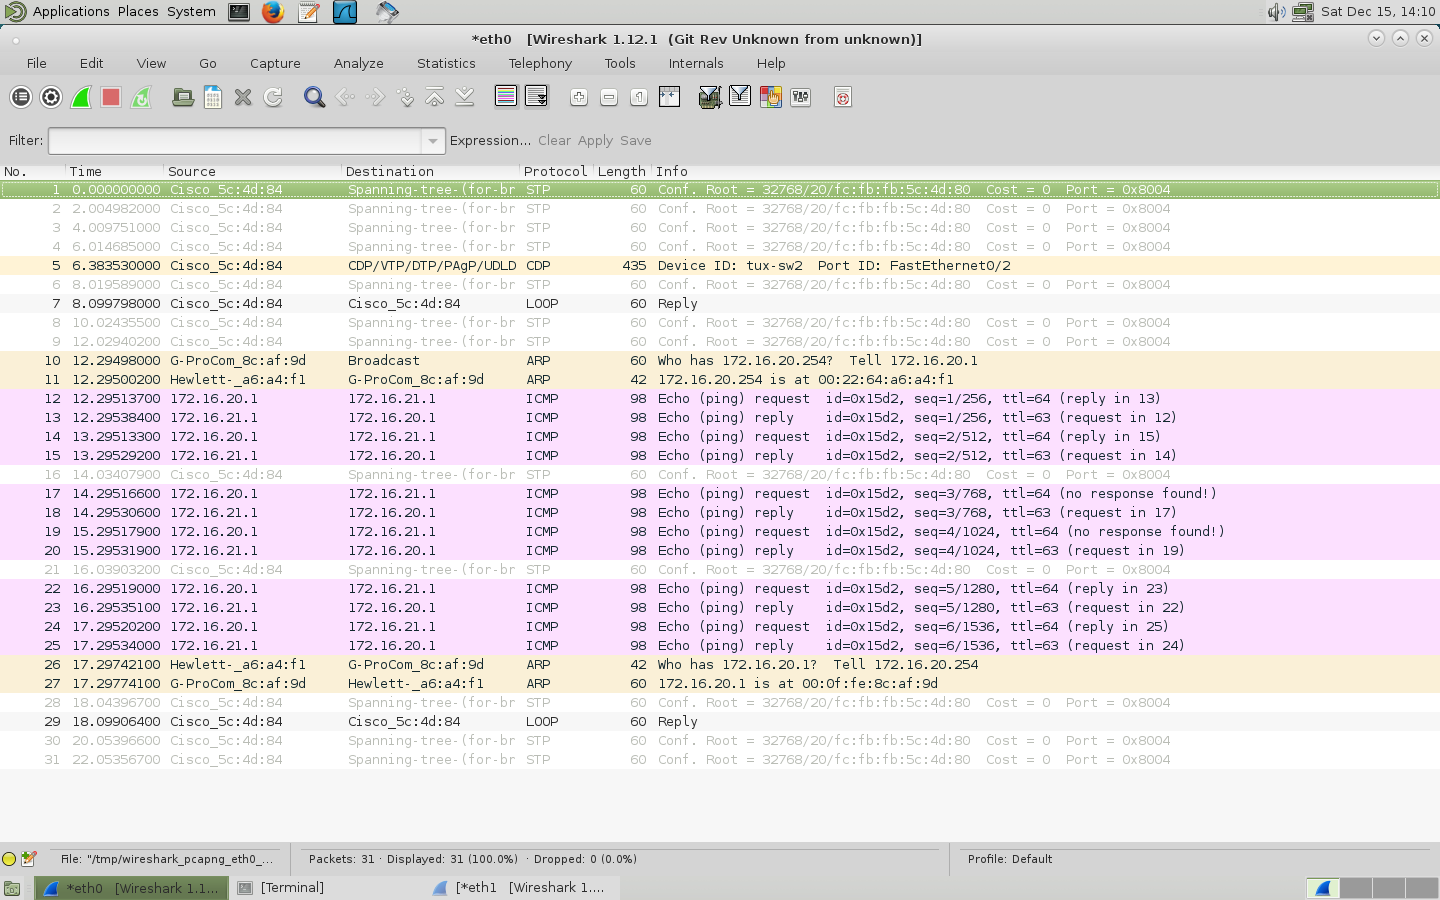 Applications Places System Sat Dec 15, 14:10
*eth0 [Wireshark 1.12.1 (Git Rev Unknown from unknown)]
File Edit View Go Capture Analyze Statistics Telephony Tools Internals Help
Filter: Expression... Clear Apply Save
No. Time Source Destination Protocol Length Info
1 0.000000000 Cisco_5c:4d:84 Spanning-tree-(for-br STP 60 Conf. Root = 32768/20/fc:fb:fb:5c:4d:80 Cost = 0 Port = 0x8004
2 2.004982000 Cisco_5c:4d:84 Spanning-tree-(for-br STP 60 Conf. Root = 32768/20/fc:fb:fb:5c:4d:80 Cost = 0 Port = 0x8004
3 4.009751000 Cisco_5c:4d:84 Spanning-tree-(for-br STP 60 Conf. Root = 32768/20/fc:fb:fb:5c:4d:80 Cost = 0 Port = 0x8004
4 6.014685000 Cisco_5c:4d:84 Spanning-tree-(for-br STP 60 Conf. Root = 32768/20/fc:fb:fb:5c:4d:80 Cost = 0 Port = 0x8004
5 6.383530000 Cisco_5c:4d:84 CDP/VTP/DTP/PAgP/UDLD CDP 435 Device ID: tux-sw2 Port ID: FastEthernet0/2
6 8.019589000 Cisco_5c:4d:84 Spanning-tree-(for-br STP 60 Conf. Root = 32768/20/fc:fb:fb:5c:4d:80 Cost = 0 Port = 0x8004
7 8.099798000 Cisco_5c:4d:84 Cisco_5c:4d:84 LOOP 60 Reply
8 10.02435500 Cisco_5c:4d:84 Spanning-tree-(for-br STP 60 Conf. Root = 32768/20/fc:fb:fb:5c:4d:80 Cost = 0 Port = 0x8004
9 12.02940200 Cisco_5c:4d:84 Spanning-tree-(for-br STP 60 Conf. Root = 32768/20/fc:fb:fb:5c:4d:80 Cost = 0 Port = 0x8004
10 12.29498000 G-ProCom_8c:af:9d Broadcast ARP 60 Who has 172.16.20.254? Tell 172.16.20.1
11 12.29500200 Hewlett-_a6:a4:f1 G-ProCom_8c:af:9d ARP 42 172.16.20.254 is at 00:22:64:a6:a4:f1
12 12.29513700 172.16.20.1 172.16.21.1 ICMP 98 Echo (ping) request id=0x15d2, seq=1/256, ttl=64 (reply in 13)
13 12.29538400 172.16.21.1 172.16.20.1 ICMP 98 Echo (ping) reply id=0x15d2, seq=1/256, ttl=63 (request in 12)
14 13.29513300 172.16.20.1 172.16.21.1 ICMP 98 Echo (ping) request id=0x15d2, seq=2/512, ttl=64 (reply in 15)
15 13.29529200 172.16.21.1 172.16.20.1 ICMP 98 Echo (ping) reply id=0x15d2, seq=2/512, ttl=63 (request in 14)
16 14.03407900 Cisco_5c:4d:84 Spanning-tree-(for-br STP 60 Conf. Root = 32768/20/fc:fb:fb:5c:4d:80 Cost = 0 Port = 0x8004
17 14.29516600 172.16.20.1 172.16.21.1 ICMP 98 Echo (ping) request id=0x15d2, seq=3/768, ttl=64 (no response found!)
18 14.29530600 172.16.21.1 172.16.20.1 ICMP 98 Echo (ping) reply id=0x15d2, seq=3/768, ttl=63 (request in 17)
19 15.29517900 172.16.20.1 172.16.21.1 ICMP 98 Echo (ping) request id=0x15d2, seq=4/1024, ttl=64 (no response found!)
20 15.29531900 172.16.21.1 172.16.20.1 ICMP 98 Echo (ping) reply id=0x15d2, seq=4/1024, ttl=63 (request in 19)
21 16.03903200 Cisco_5c:4d:84 Spanning-tree-(for-br STP 60 Conf. Root = 32768/20/fc:fb:fb:5c:4d:80 Cost = 0 Port = 0x8004
22 16.29519000 172.16.20.1 172.16.21.1 ICMP 98 Echo (ping) request id=0x15d2, seq=5/1280, ttl=64 (reply in 23)
23 16.29535100 172.16.21.1 172.16.20.1 ICMP 98 Echo (ping) reply id=0x15d2, seq=5/1280, ttl=63 (request in 22)
24 17.29520200 172.16.20.1 172.16.21.1 ICMP 98 Echo (ping) request id=0x15d2, seq=6/1536, ttl=64 (reply in 25)
25 17.29534000 172.16.21.1 172.16.20.1 ICMP 98 Echo (ping) reply id=0x15d2, seq=6/1536, ttl=63 (request in 24)
26 17.29742100 Hewlett-_a6:a4:f1 G-ProCom_8c:af:9d ARP 42 Who has 172.16.20.1? Tell 172.16.20.254
27 17.29774100 G-ProCom_8c:af:9d Hewlett-_a6:a4:f1 ARP 60 172.16.20.1 is at 00:0f:fe:8c:af:9d
28 18.04396700 Cisco_5c:4d:84 Spanning-tree-(for-br STP 60 Conf. Root = 32768/20/fc:fb:fb:5c:4d:80 Cost = 0 Port = 0x8004
29 18.09906400 Cisco_5c:4d:84 Cisco_5c:4d:84 LOOP 60 Reply
30 20.05396600 Cisco_5c:4d:84 Spanning-tree-(for-br STP 60 Conf. Root = 32768/20/fc:fb:fb:5c:4d:80 Cost = 0 Port = 0x8004
31 22.05356700 Cisco_5c:4d:84 Spanning-tree-(for-br STP 60 Conf. Root = 32768/20/fc:fb:fb:5c:4d:80 Cost = 0 Port = 0x8004
File: "/tmp/wireshark_pcapng_eth0_... Packets: 31 · Displayed: 31 (100.0%) · Dropped: 0 (0.0%) Profile: Default
*eth0 [Wireshark 1.1... [Terminal] [*eth1 [Wireshark 1....